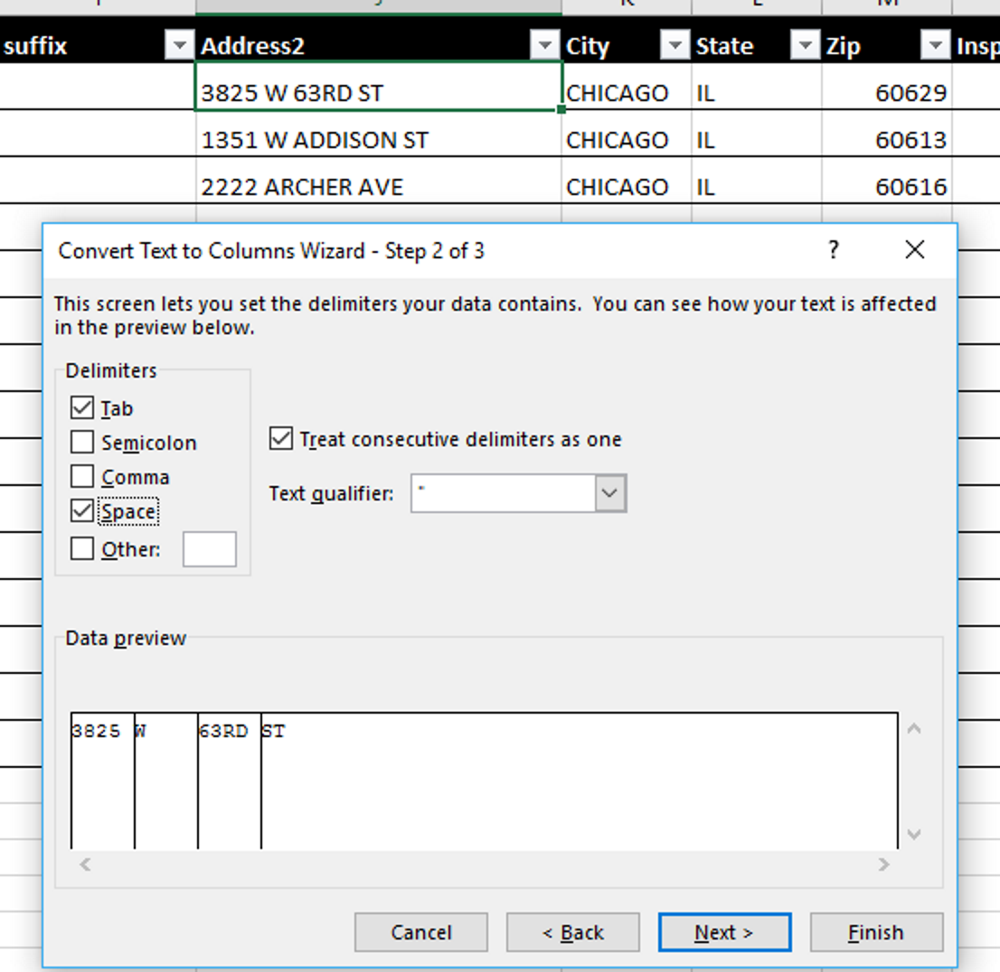 suffix Address2 City State Zip Insp
3825 W 63RD ST CHICAGO IL 60629
1351 W ADDISON ST CHICAGO IL 60613
2222 ARCHER AVE CHICAGO IL 60616
Convert Text to Columns Wizard - Step 2 of 3 ?
This screen lets you set the delimiters your data contains.  You can see how your text is affected
in the preview below.
Delimiters
Tab
Semicolon
Treat consecutive delimiters as one
Comma
Text qualifier: "
Space
Other:
Data preview
3825 W 63RD ST
Cancel < Back Next > Finish